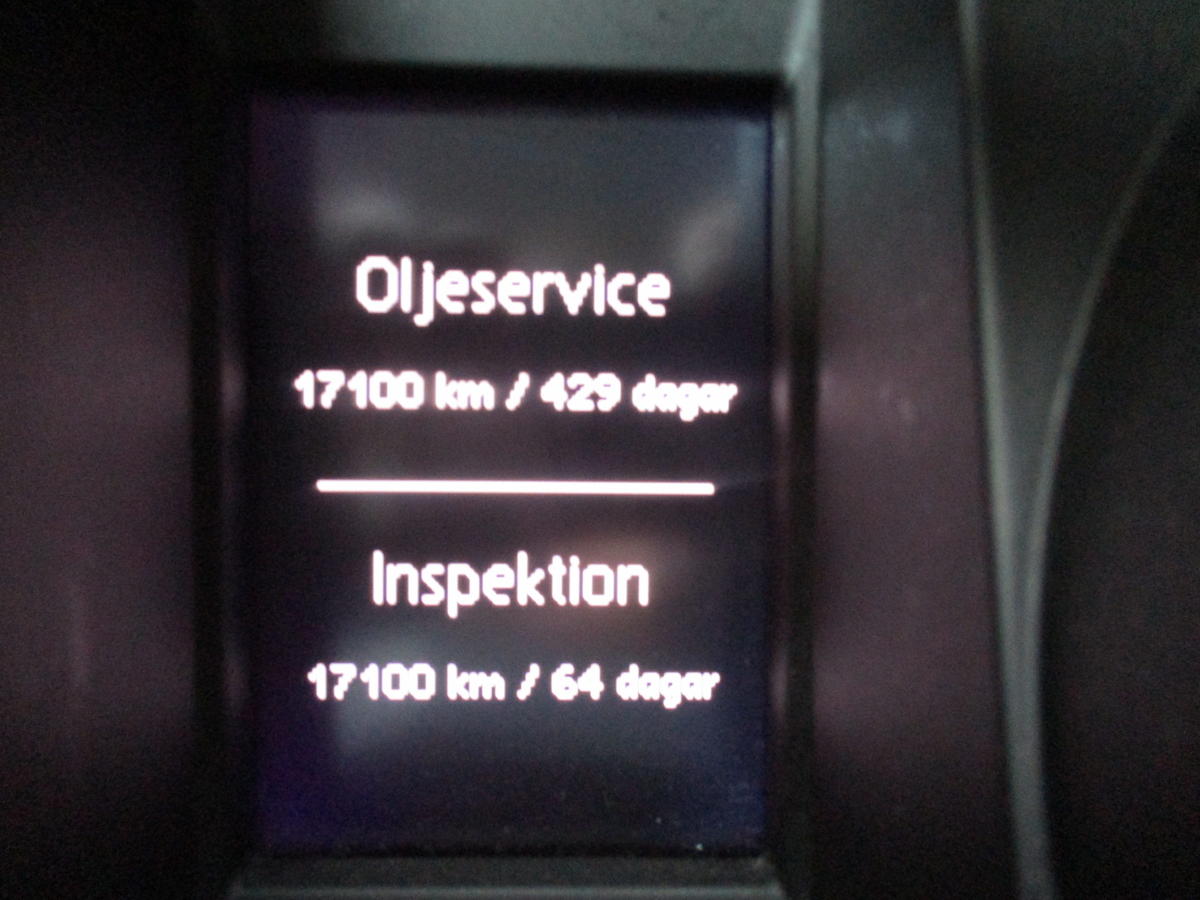 Oljeservice
17100 km / 429 dagar
Inspektion
17100 km / 64 dagar